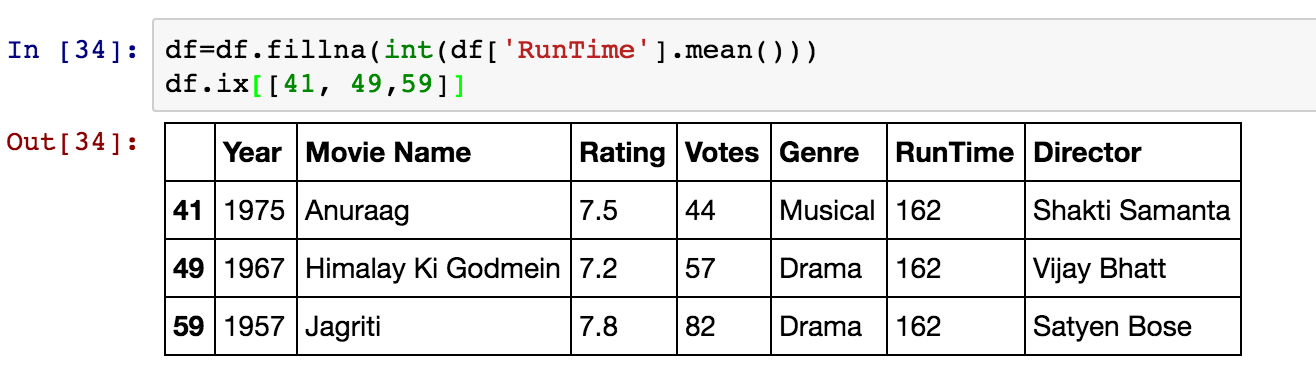 In [34]: df=df.fillna(int(df['RunTime'].mean()))
df.ix[[41, 49,59]]
Out[34]:
Year Movie Name Rating Votes Genre RunTime Director
41 1975 Anuraag 7.5 44 Musical 162 Shakti Samanta
49 1967 Himalay Ki Godmein 7.2 57 Drama 162 Vijay Bhatt
59 1957 Jagriti 7.8 82 Drama 162 Satyen Bose